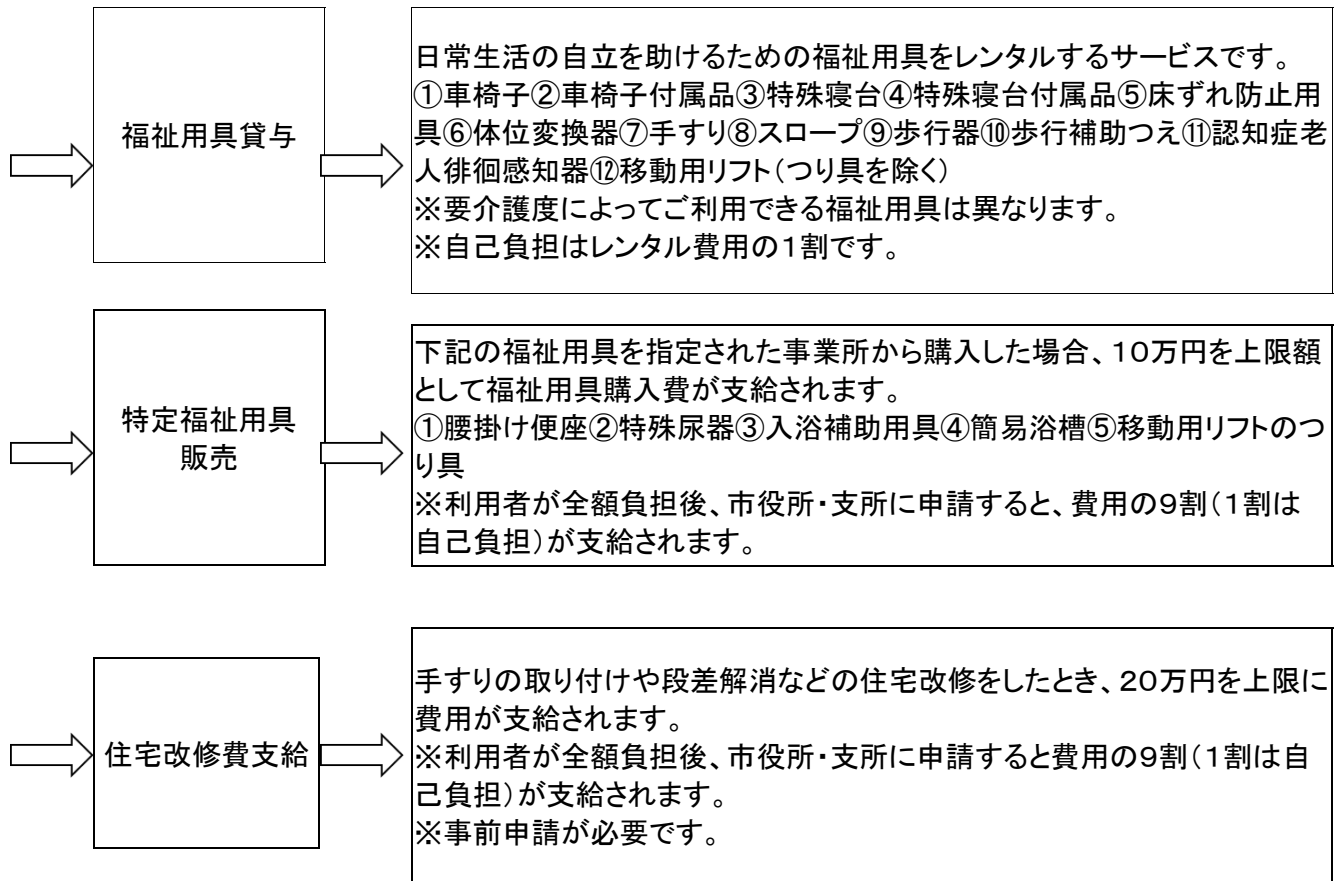 福祉用具貸与
日常生活の自立を助けるための福祉用具をレンタルするサービスです。
①車椅子②車椅子付属品③特殊寝台④特殊寝台付属品⑤床ずれ防止用
具⑥体位変換器⑦手すり⑧スロープ⑨歩行器⑩歩行補助つえ⑪認知症老
人徘徊感知器⑫移動用リフト(つり具を除く)
※要介護度によってご利用できる福祉用具は異なります。
※自己負担はレンタル費用の1割です。
特定福祉用具
販売
下記の福祉用具を指定された事業所から購入した場合、10万円を上限額
として福祉用具購入費が支給されます。
①腰掛け便座②特殊尿器③入浴補助用具④簡易浴槽⑤移動用リフトのつ
り具
※利用者が全額負担後、市役所・支所に申請すると、費用の9割(1割は
自己負担)が支給されます。
住宅改修費支給
手すりの取り付けや段差解消などの住宅改修をしたとき、20万円を上限に
費用が支給されます。
※利用者が全額負担後、市役所・支所に申請すると費用の9割(1割は自
己負担)が支給されます。
※事前申請が必要です。